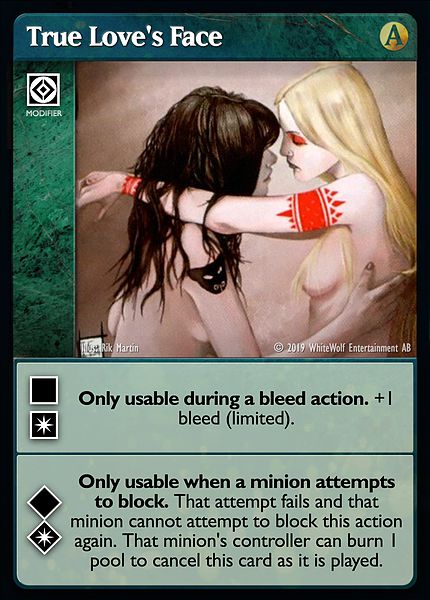 True Love's Face
A
MODIFIER
Illus: Rik Martin
© 2019 WhiteWolf Entertainment AB
Only usable during a bleed action. +1
bleed (limited).
Only usable when a minion attempts
to block. That attempt fails and that
minion cannot attempt to block this action
again. That minion's controller can burn 1
pool to cancel this card as it is played.